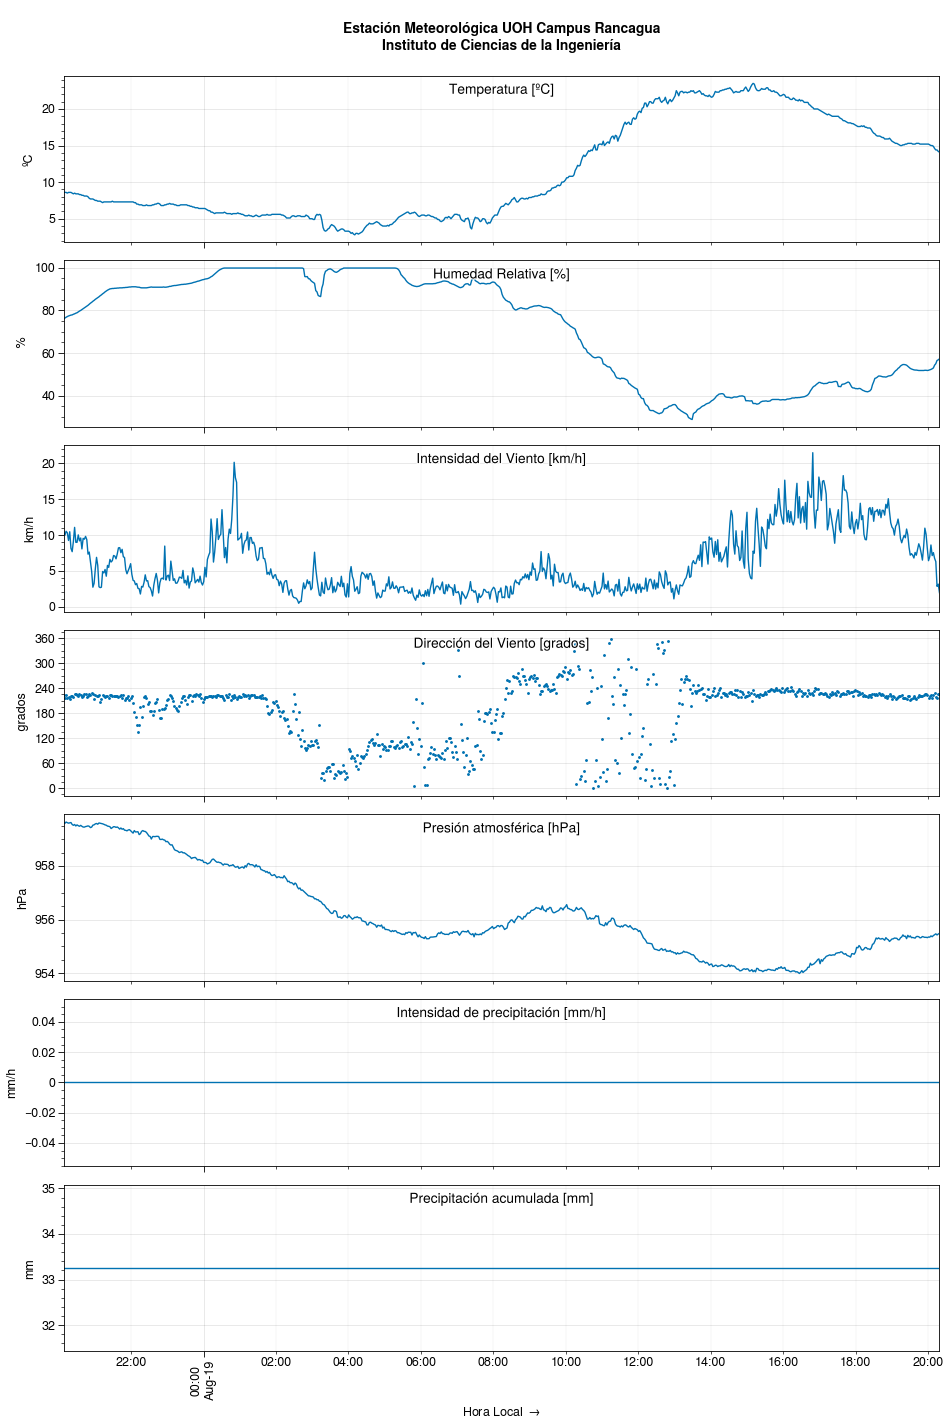 Estación Meteorológica UOH Campus Rancagua
Instituto de Ciencias de la Ingeniería
Temperatura [ºC]
ºC
20
15
10
5
Humedad Relativa [%]
%
100
80
60
40
Intensidad del Viento [km/h]
km/h
20
15
10
5
0
Dirección del Viento [grados]
grados
360
300
240
180
120
60
0
Presión atmosférica [hPa]
hPa
958
956
954
Intensidad de precipitación [mm/h]
mm/h
0.04
0.02
0
−0.02
−0.04
Precipitación acumulada [mm]
mm
35
34
33
32
22:00
00:00
Aug-19
02:00
04:00
06:00
08:00
10:00
12:00
14:00
16:00
18:00
20:00
Hora Local →